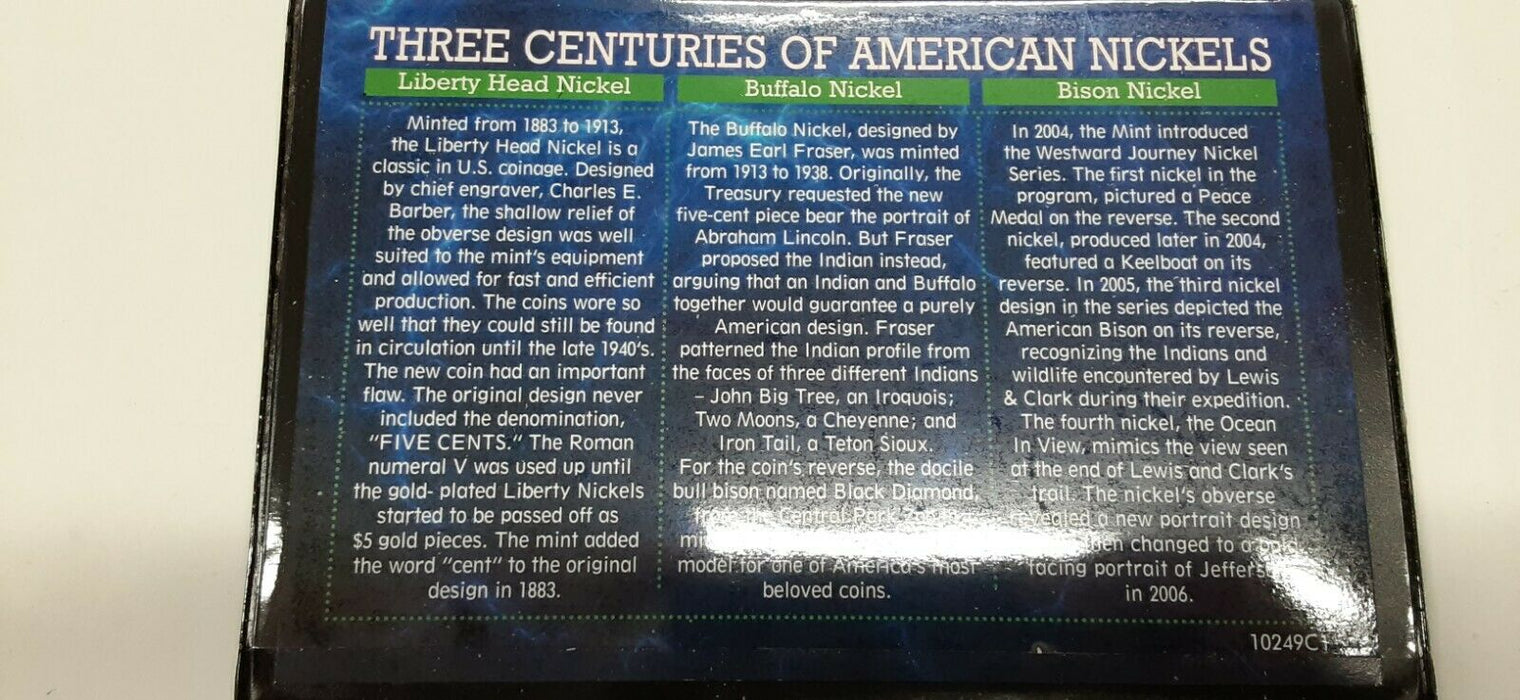 THREE CENTURIES OF AMERICAN NICKELS
Liberty Head Nickel
Minted from 1883 to 1913,
the Liberty Head Nickel is a
classic in U.S. coinage. Designed
by chief engraver, Charles E.
Barber, the shallow relief of
the obverse design was well
suited to the mint's equipment
and allowed for fast and efficient
production. The coins wore so
well that they could still be found
in circulation until the late 1940's.
The new coin had an important
flaw. The original design never
included the denomination,
"FIVE CENTS." The Roman
numeral V was used up until
the gold- plated Liberty Nickels
started to be passed off as
$5 gold pieces. The mint added
the word "cent" to the original
design in 1883.
Buffalo Nickel
The Buffalo Nickel, designed by
James Earl Fraser, was minted
from 1913 to 1938. Originally, the
Treasury requested the new
five-cent piece bear the portrait of
Abraham Lincoln. But Fraser
proposed the Indian instead,
arguing that an Indian and Buffalo
together would guarantee a purely
American design. Fraser
patterned the Indian profile from
the faces of three different Indians
– John Big Tree, an Iroquois;
Two Moons, a Cheyenne; and
Iron Tail, a Teton Sioux.
For the coin's reverse, the docile
bull bison named Black Diamond,
from the Central Park
model for one of America's most
beloved coins.
Bison Nickel
In 2004, the Mint introduced
the Westward Journey Nickel
Series. The first nickel in the
program, pictured a Peace
Medal on the reverse. The second
nickel, produced later in 2004,
featured a Keelboat on its
reverse. In 2005, the third nickel
design in the series depicted the
American Bison on its reverse,
recognizing the Indians and
wildlife encountered by Lewis
& Clark during their expedition.
The fourth nickel, the Ocean
In View, mimics the view seen
at the end of Lewis and Clark's
trail. The nickel's obverse
revealed a new portrait design
changed to a
facing portrait of
in 2006.